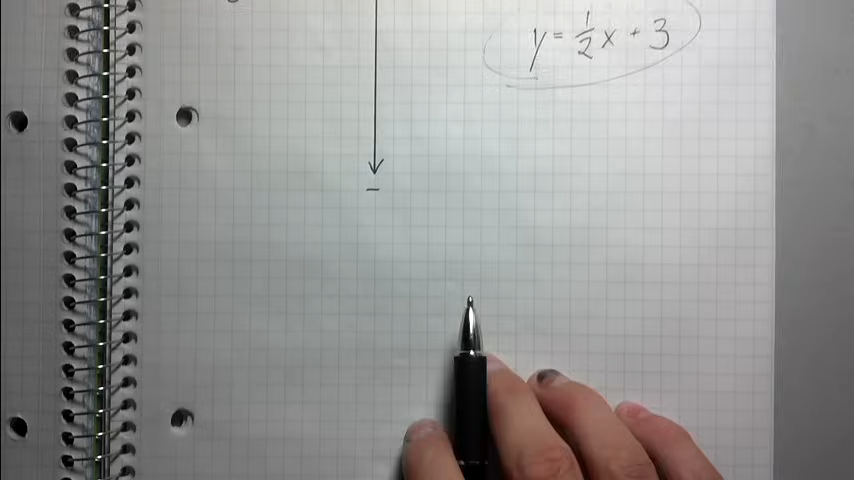 y = 1/2 x + 3
-